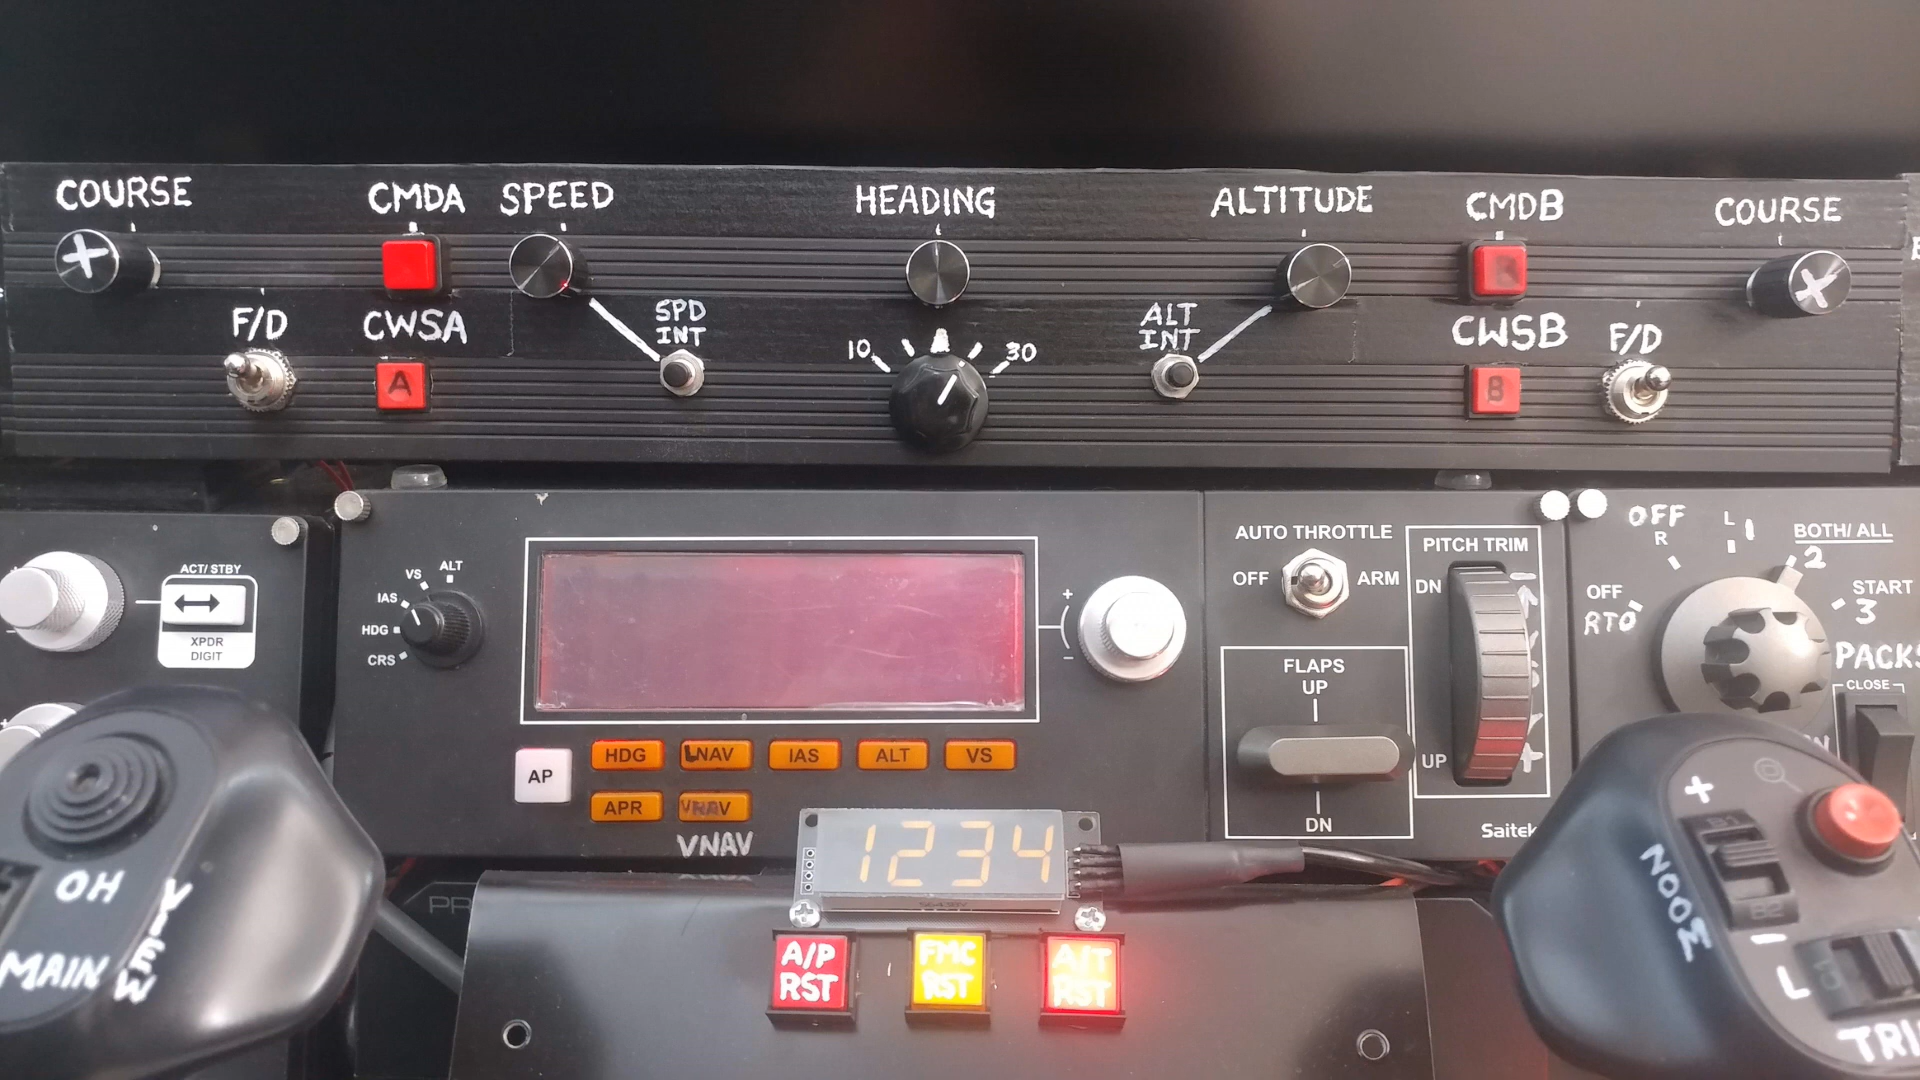 COURSE
CMDA
SPEED
HEADING
ALTITUDE
CMDB
COURSE
F/D
CWSA
SPD
INT
ALT
INT
CWSB
F/D
10
30
A
B
ACT/ STBY
XPDR
DIGIT
ALT
VS
IAS
HDG
CRS
+
−
AUTO THROTTLE
OFF
ARM
PITCH TRIM
DN
UP
FLAPS
UP
DN
Saitek
OFF
R
L
1
BOTH/ ALL
2
OFF
RTO
START
3
PACKS
CLOSE
AP
HDG
LNAV
IAS
ALT
VS
APR
VNAV
VNAV
1234
A/P
RST
FMC
RST
A/T
RST
OH
MAIN
VIEW
+
B1
B2
−
ZOOM
L
TRI